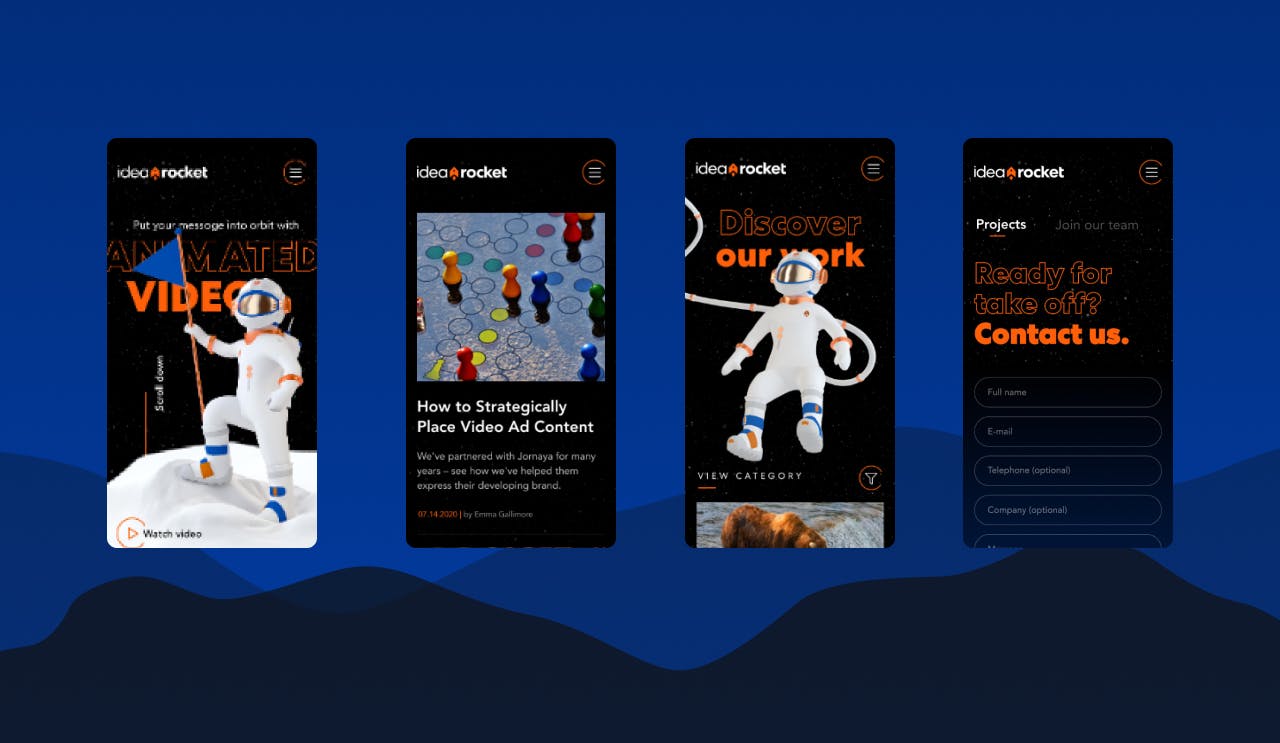 idea rocket
Put your message into orbit with
ANIMATED
VIDEO
Scroll down
Watch video
idea rocket
How to Strategically
Place Video Ad Content
We've partnered with Jornaya for many
years – see how we've helped them
express their developing brand.
07.14.2020 | by Emma Gallimore
idea rocket
Discover
our work
VIEW CATEGORY
idea rocket
Projects
Join our team
Ready for
take off?
Contact us.
Full name
E-mail
Telephone (optional)
Company (optional)